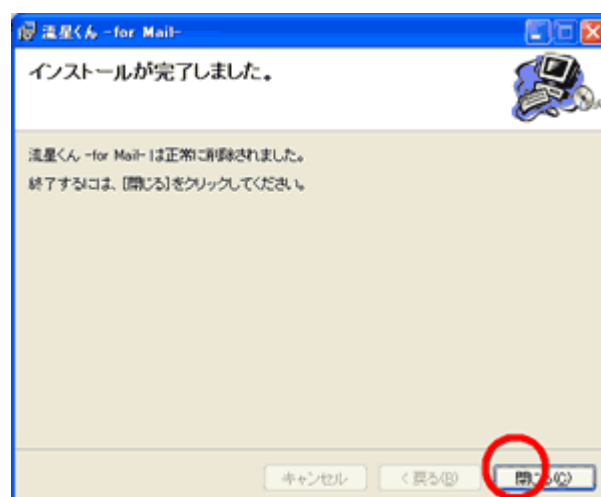 流星くん -for Mail-
インストールが完了しました。
流星くん -for Mail- は正常に削除されました。
終了するには、[閉じる]をクリックしてください。
キャンセル
< 戻る(B)
閉じる(C)